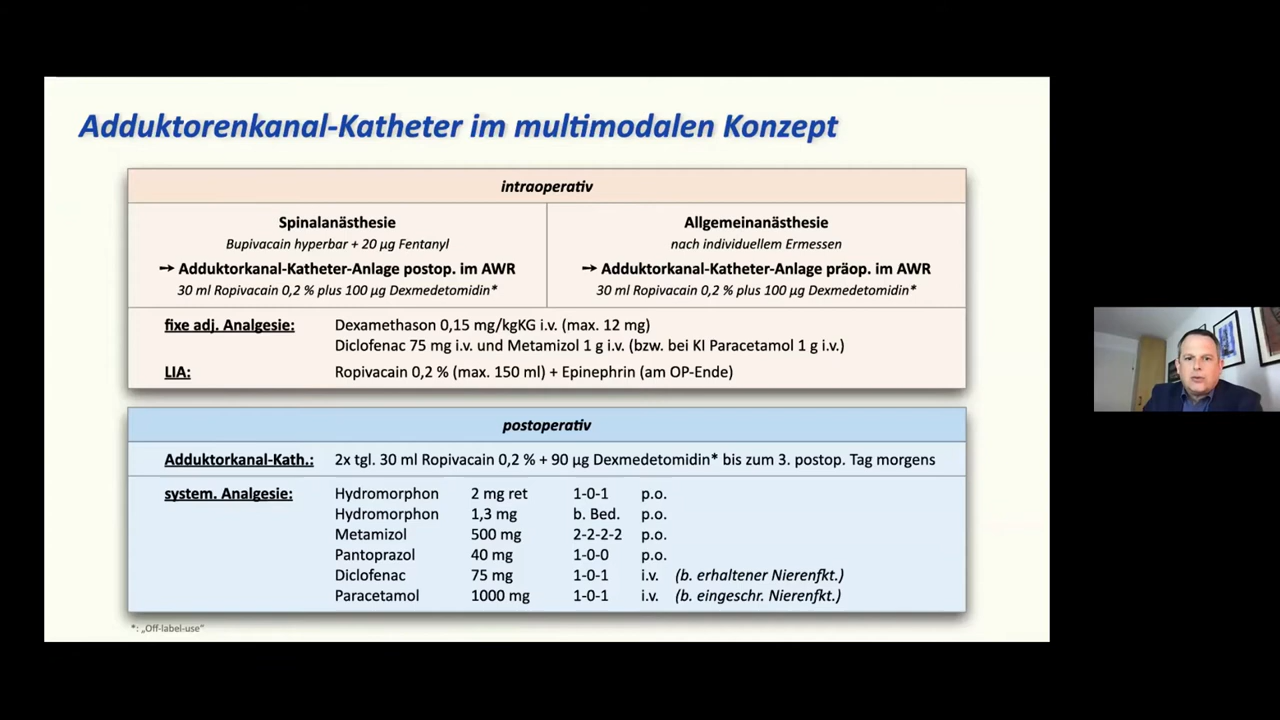 Adduktorenkanal-Katheter im multimodalen Konzept
intraoperativ
Spinalanästhesie
Bupivacain hyperbar + 20 µg Fentanyl
➙ Adduktorkanal-Katheter-Anlage postop. im AWR
30 ml Ropivacain 0,2 % plus 100 µg Dexmedetomidin*
Allgemeinanästhesie
nach individuellem Ermessen
➙ Adduktorkanal-Katheter-Anlage präop. im AWR
30 ml Ropivacain 0,2 % plus 100 µg Dexmedetomidin*
fixe adj. Analgesie: Dexamethason 0,15 mg/kgKG i.v. (max. 12 mg)
Diclofenac 75 mg i.v. und Metamizol 1 g i.v. (bzw. bei KI Paracetamol 1 g i.v.)
LIA: Ropivacain 0,2 % (max. 150 ml) + Epinephrin (am OP-Ende)
postoperativ
Adduktorkanal-Kath.: 2x tgl. 30 ml Ropivacain 0,2 % + 90 µg Dexmedetomidin* bis zum 3. postop. Tag morgens
system. Analgesie: Hydromorphon 2 mg ret 1-0-1 p.o.
Hydromorphon 1,3 mg b. Bed. p.o.
Metamizol 500 mg 2-2-2-2 p.o.
Pantoprazol 40 mg 1-0-0 p.o.
Diclofenac 75 mg 1-0-1 i.v. (b. erhaltener Nierenfkt.)
Paracetamol 1000 mg 1-0-1 i.v. (b. eingeschr. Nierenfkt.)
*: „Off-label-use"